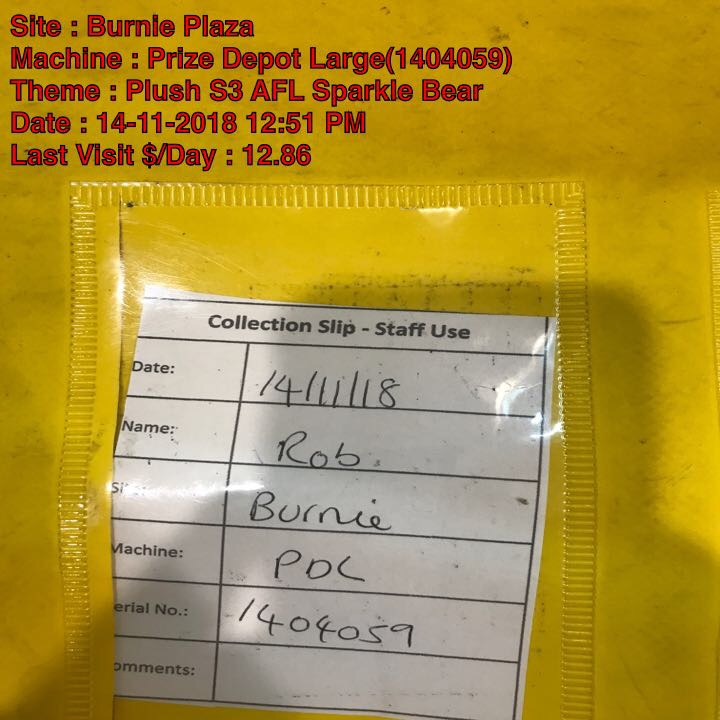 Site : Burnie Plaza
Machine : Prize Depot Large(1404059)
Theme : Plush S3 AFL Sparkle Bear
Date : 14-11-2018 12:51 PM
Last Visit $/Day : 12.86
Collection Slip - Staff Use
Date: 14/11/18
Name: Rob
Si Burnie
Machine: PDL
erial No.: 1404059
omments: